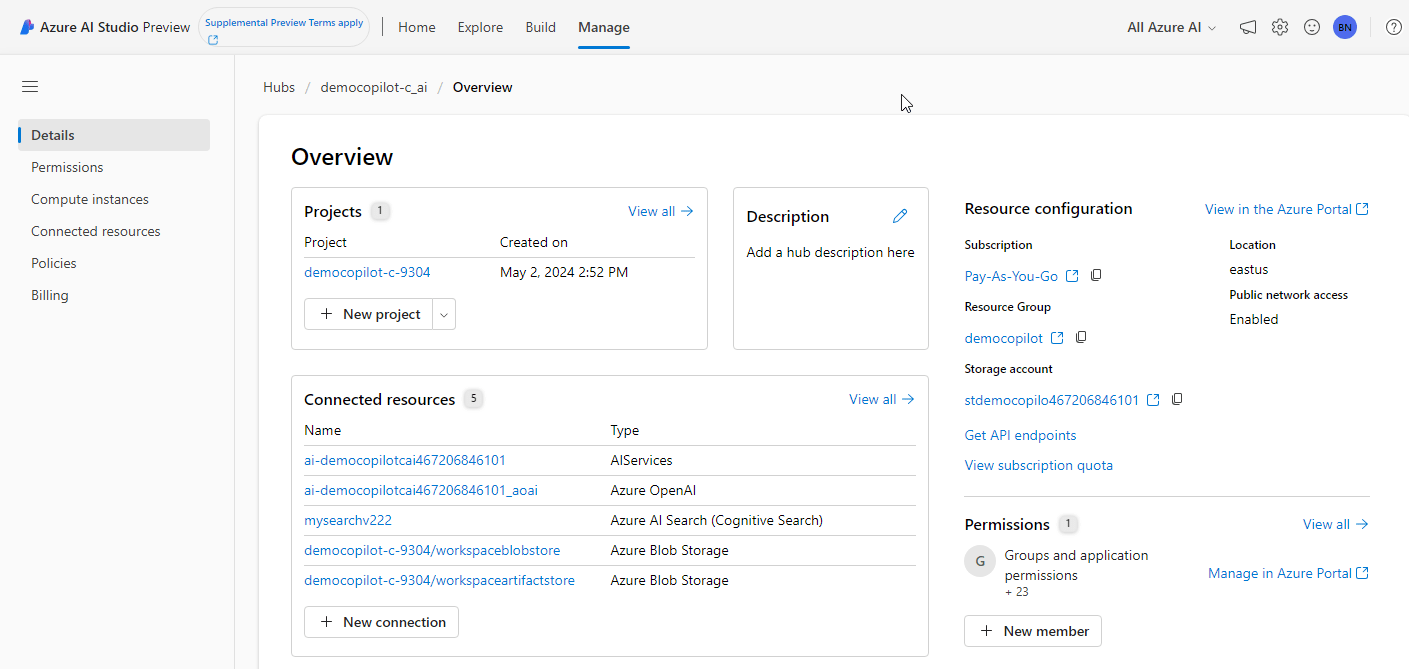 Azure AI Studio Preview
Supplemental Preview Terms apply
Home
Explore
Build
Manage
All Azure AI
BN
Hubs / democopilot-c_ai / Overview
Details
Permissions
Compute instances
Connected resources
Policies
Billing
Overview
Projects 1
View all
Project Created on
democopilot-c-9304 May 2, 2024 2:52 PM
New project
Description
Add a hub description here
Connected resources 5
View all
Name Type
ai-democopilotcai467206846101 AIServices
ai-democopilotcai467206846101_aoai Azure OpenAI
mysearchv222 Azure AI Search (Cognitive Search)
democopilot-c-9304/workspaceblobstore Azure Blob Storage
democopilot-c-9304/workspaceartifactstore Azure Blob Storage
New connection
Resource configuration
View in the Azure Portal
Subscription
Pay-As-You-Go
Resource Group
democopilot
Storage account
stdemocopilo467206846101
Get API endpoints
View subscription quota
Location
eastus
Public network access
Enabled
Permissions 1
View all
G
Groups and application
permissions
+ 23
Manage in Azure Portal
New member